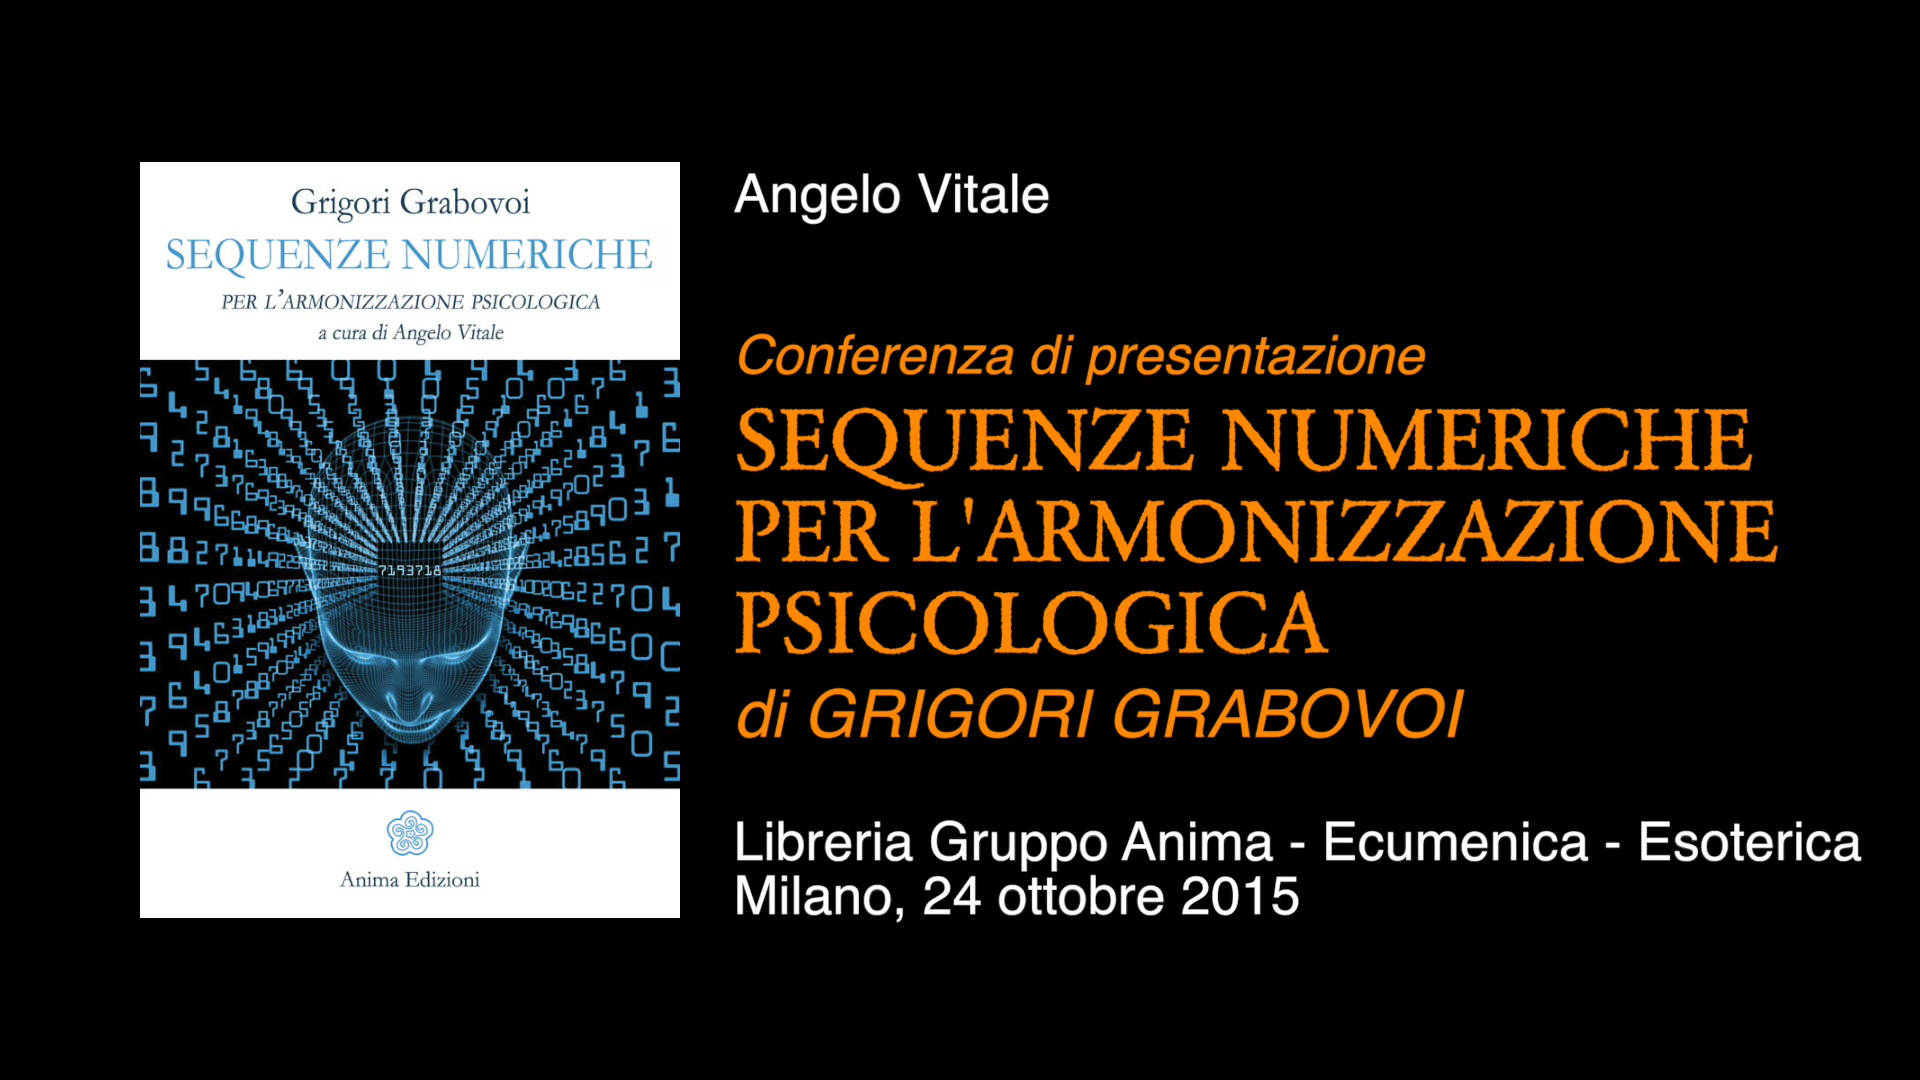 Grigori Grabovoi
SEQUENZE NUMERICHE
PER L'ARMONIZZAZIONE PSICOLOGICA
a cura di Angelo Vitale
7193718
Anima Edizioni
Angelo Vitale
Conferenza di presentazione
SEQUENZE NUMERICHE
PER L'ARMONIZZAZIONE
PSICOLOGICA
di GRIGORI GRABOVOI
Libreria Gruppo Anima - Ecumenica - Esoterica
Milano, 24 ottobre 2015